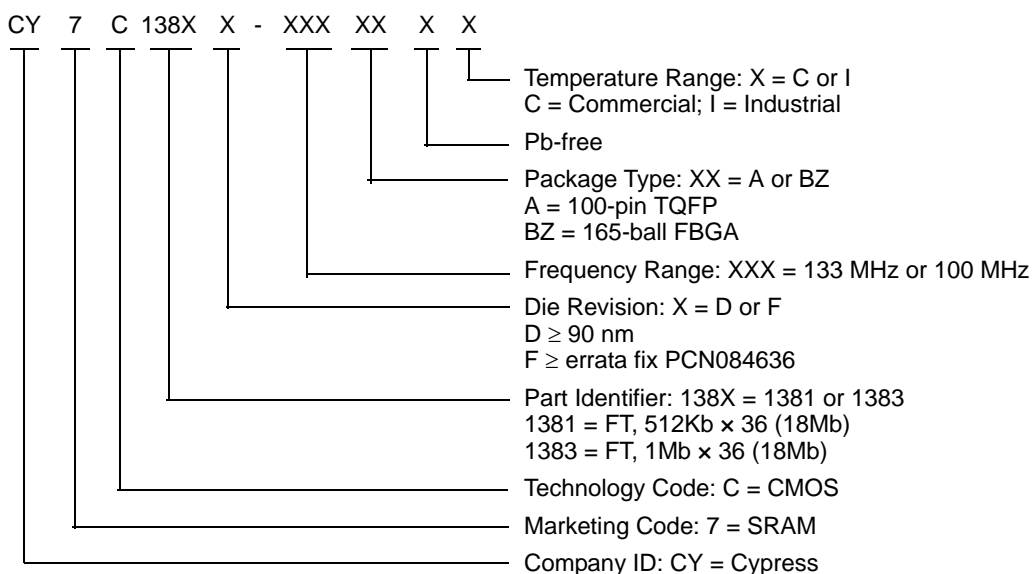 CY 7 C 138X X - XXX XX X X
Temperature Range: X = C or I
C = Commercial; I = Industrial
Pb-free
Package Type: XX = A or BZ
A = 100-pin TQFP
BZ = 165-ball FBGA
Frequency Range: XXX = 133 MHz or 100 MHz
Die Revision: X = D or F
D ≥ 90 nm
F ≥ errata fix PCN084636
Part Identifier: 138X = 1381 or 1383
1381 = FT, 512Kb × 36 (18Mb)
1383 = FT, 1Mb × 36 (18Mb)
Technology Code: C = CMOS
Marketing Code: 7 = SRAM
Company ID: CY = Cypress